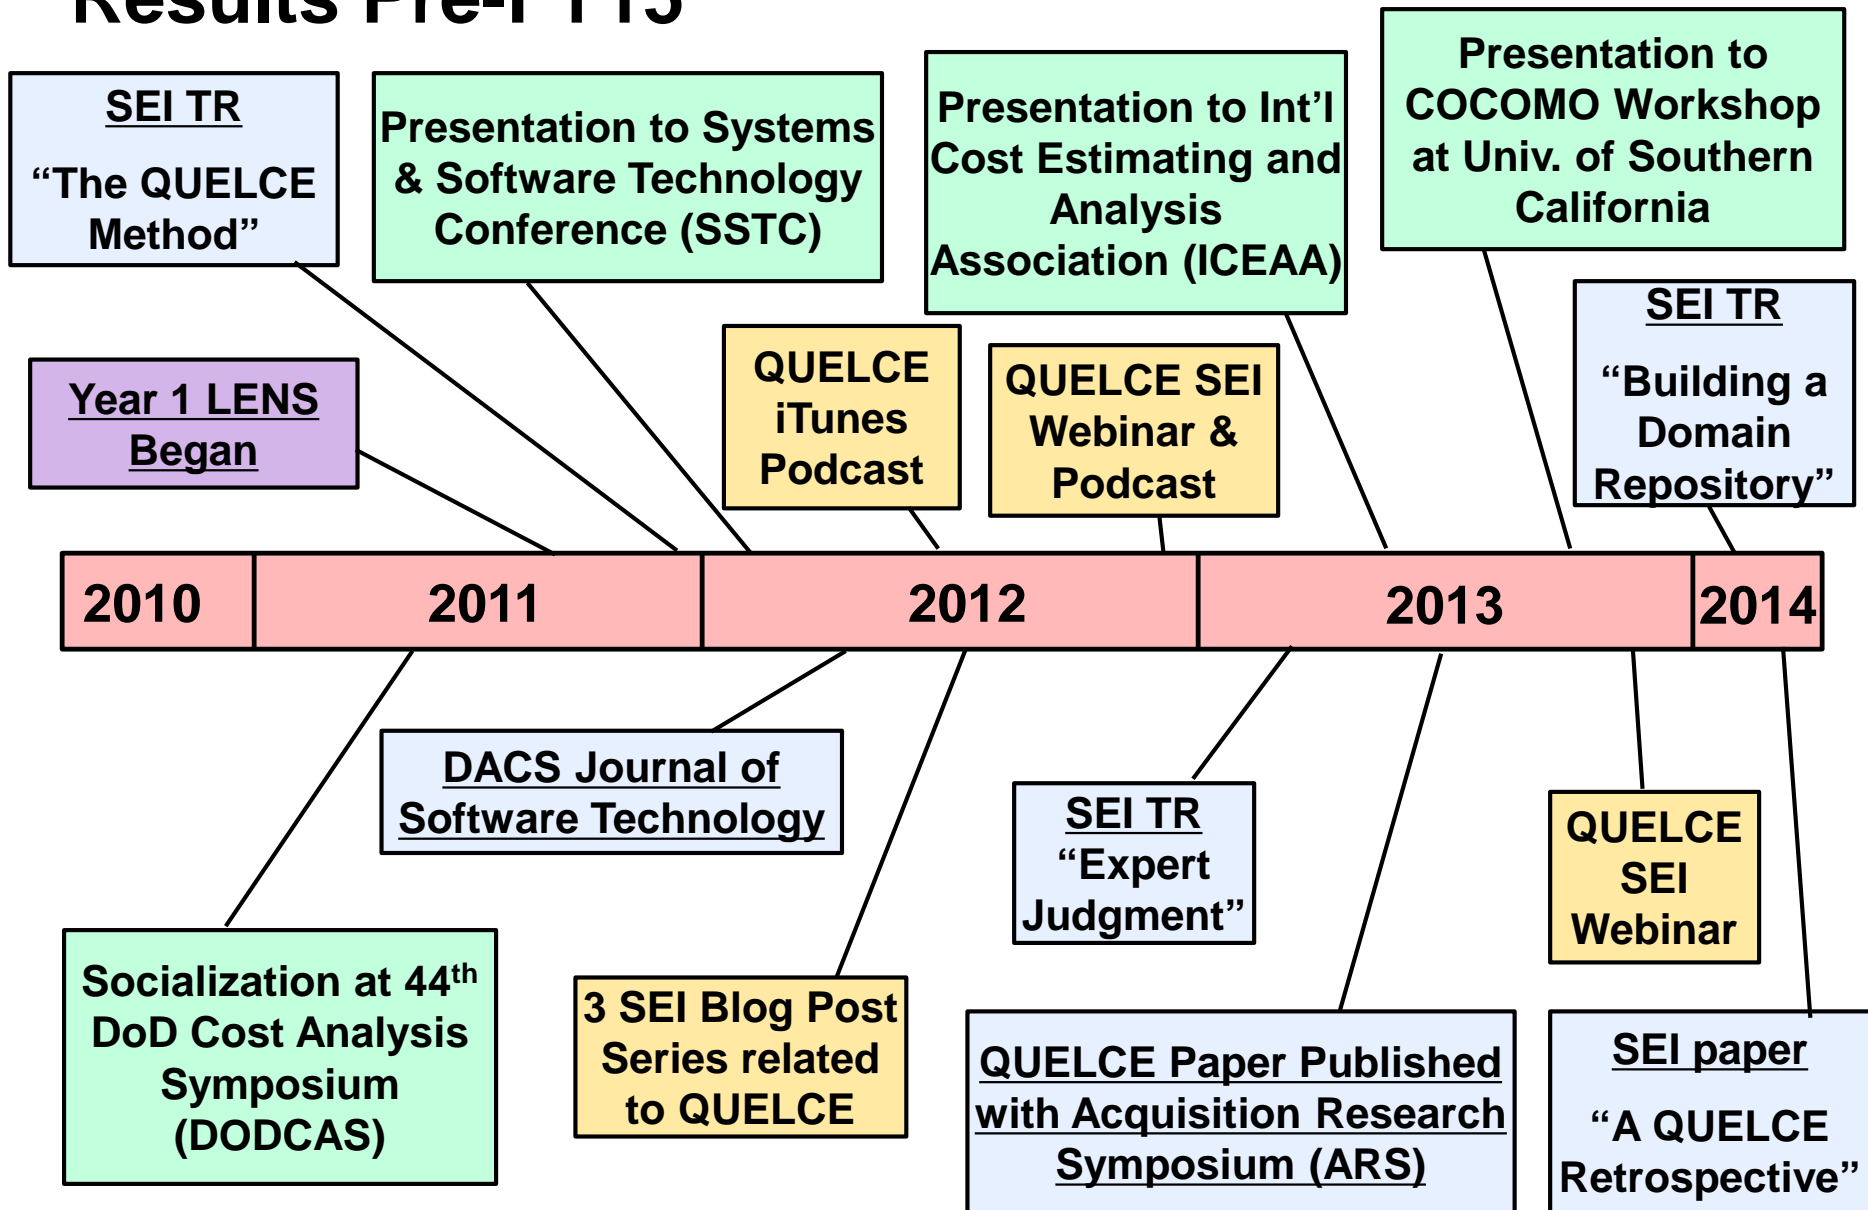 Results Pre-FY15
SEI TR
“The QUELCE
Method”
Presentation to Systems
& Software Technology
Conference (SSTC)
Presentation to Int’l
Cost Estimating and
Analysis
Association (ICEAA)
Presentation to
COCOMO Workshop
at Univ. of Southern
California
Year 1 LENS
Began
QUELCE
iTunes
Podcast
QUELCE SEI
Webinar &
Podcast
SEI TR
“Building a
Domain
Repository”
2010
2011
2012
2013
2014
DACS Journal of
Software Technology
SEI TR
“Expert
Judgment”
QUELCE
SEI
Webinar
Socialization at 44th
DoD Cost Analysis
Symposium
(DODCAS)
3 SEI Blog Post
Series related
to QUELCE
QUELCE Paper Published
with Acquisition Research
Symposium (ARS)
SEI paper
“A QUELCE
Retrospective”